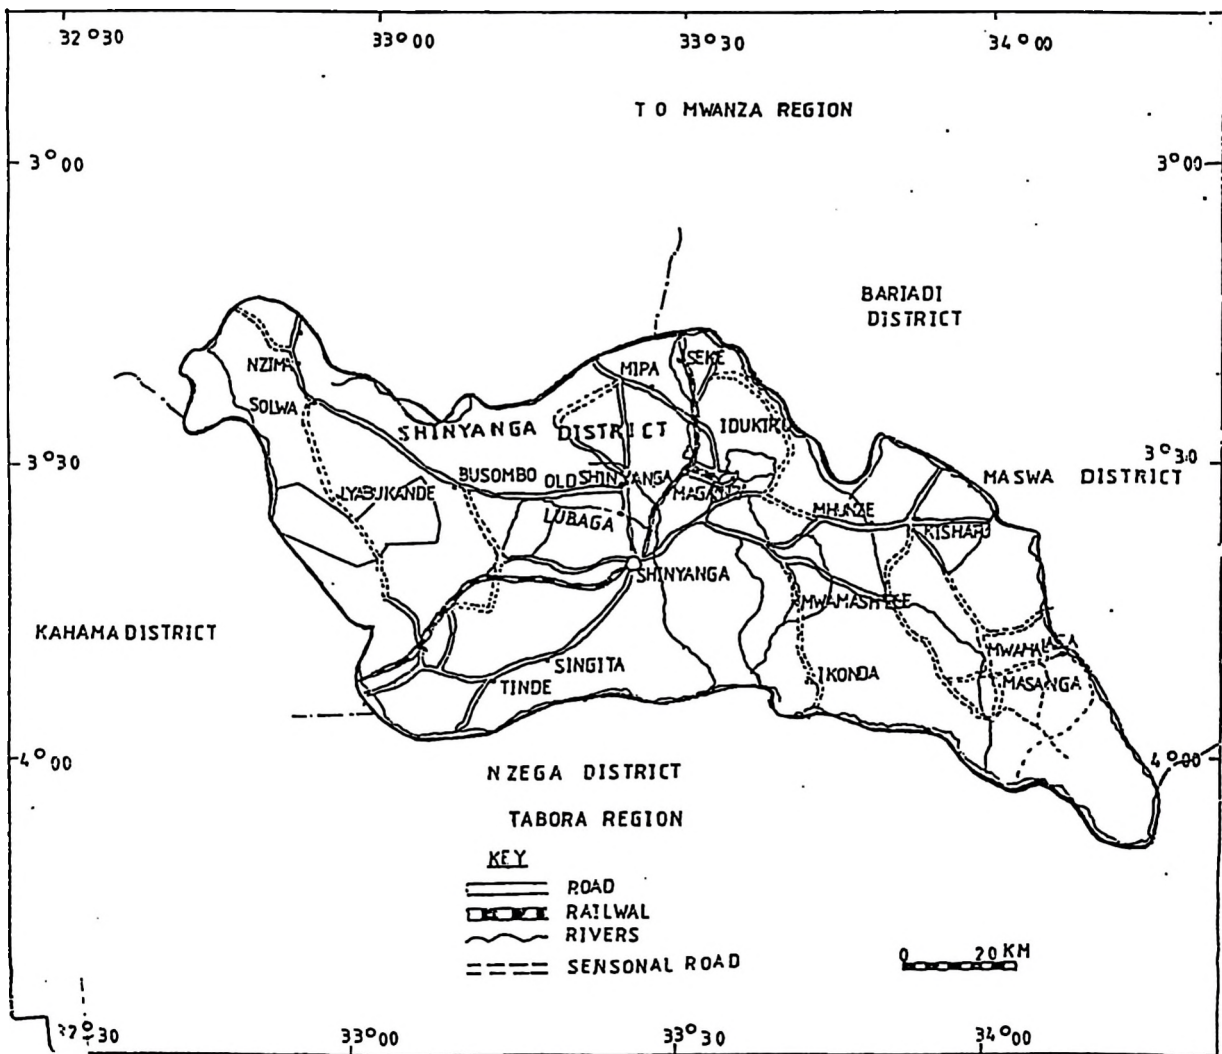 32°30
33°00
33°30
34°00
TO MWANZA REGION
3°00
3°00
BARIADI
DISTRICT
SEKE
MIPA
NZIMA
SOLWA
IDUKIRU
SHINYANGA DISTRICT
3°30
3°30
MASWA DISTRICT
BUSOMBO
OLD SHINYANGA
LYABUKANDE
MHUNZE
LUBAGA
SHINYANGA
MWAMASHELE
KAHAMA DISTRICT
SINGITA
IKONDA
MASANGA
TINDE
4°00
4°00
NZEGA DISTRICT
TABORA REGION
KEY
ROAD
RAILWAL
RIVERS
SENSONAL ROAD
0 20 KM
33°00
33°30
34°00